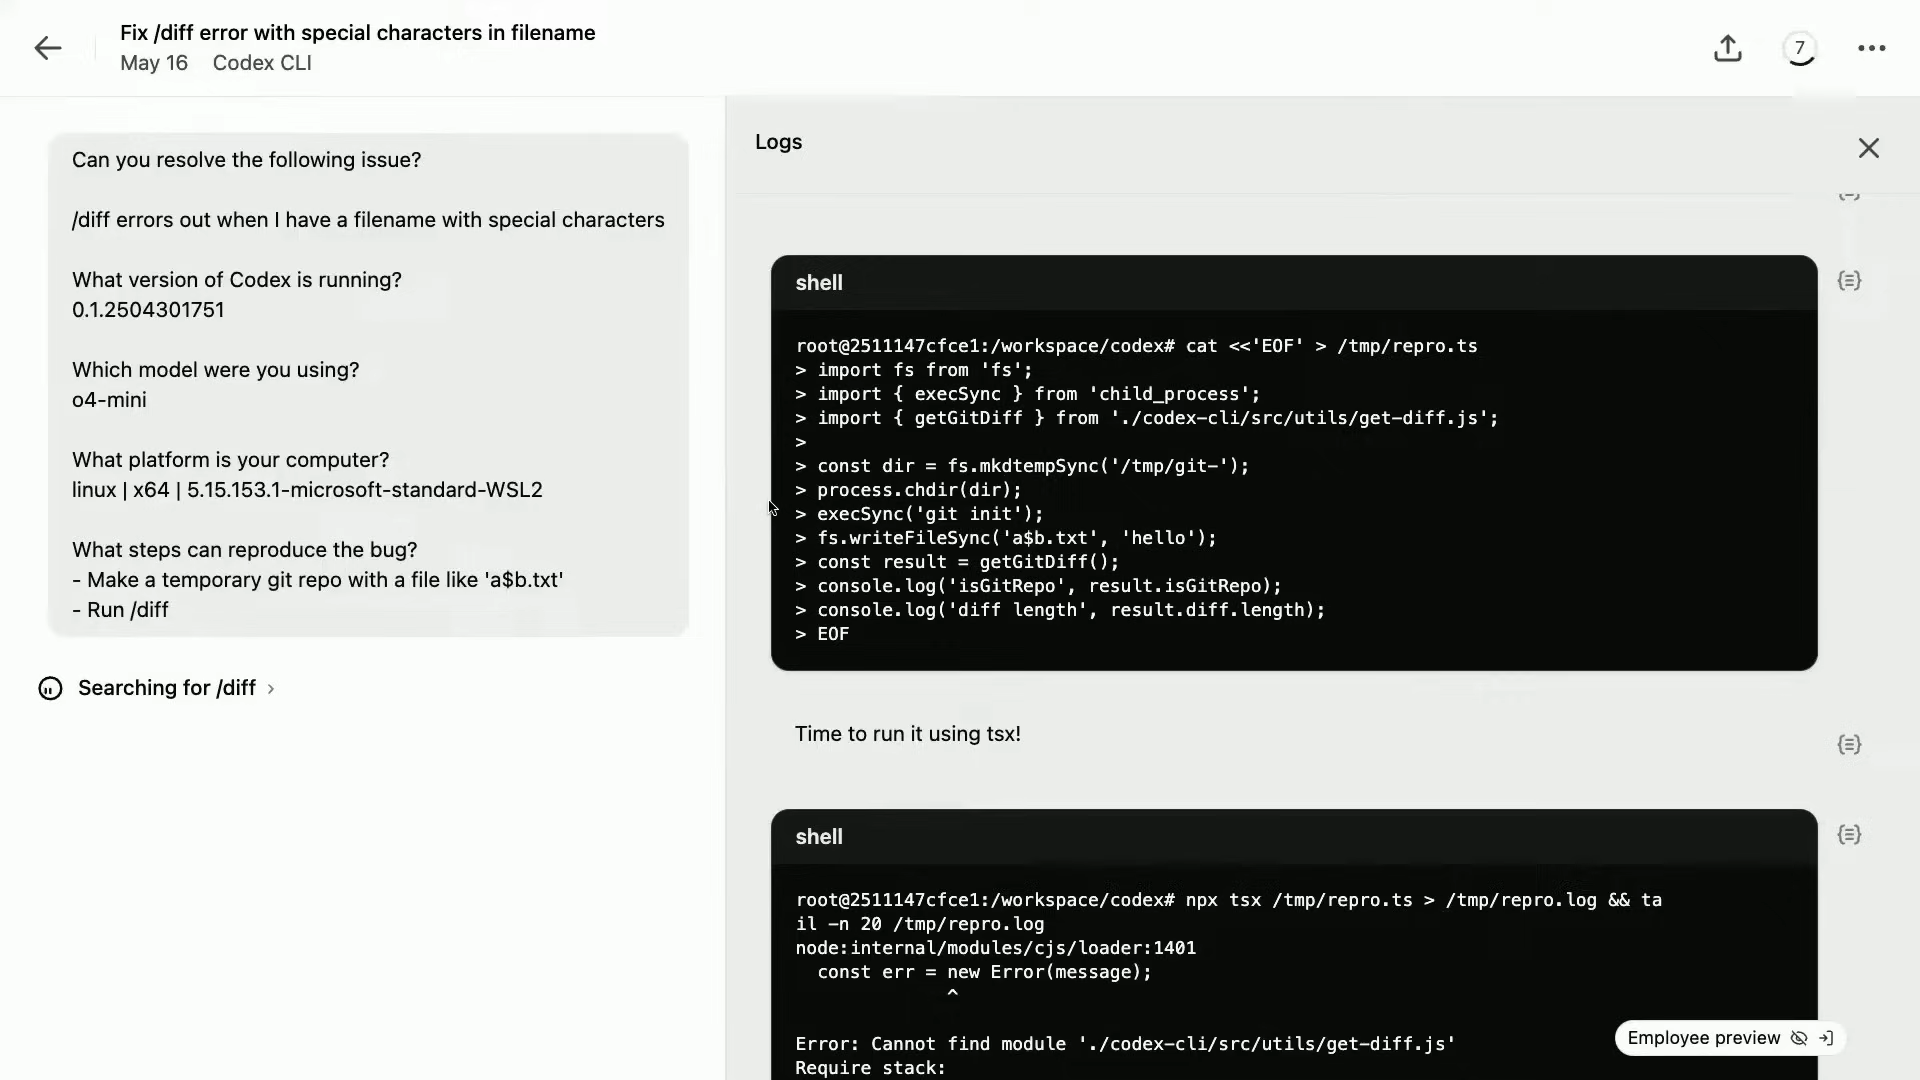 Fix /diff error with special characters in filename
May 16 Codex CLI
7
Can you resolve the following issue?
/diff errors out when I have a filename with special characters
What version of Codex is running?
0.1.2504301751
Which model were you using?
o4-mini
What platform is your computer?
linux | x64 | 5.15.153.1-microsoft-standard-WSL2
What steps can reproduce the bug?
- Make a temporary git repo with a file like 'a$b.txt'
- Run /diff
Searching for /diff ›
Logs
shell
root@2511147cfce1:/workspace/codex# cat <<'EOF' > /tmp/repro.ts
> import fs from 'fs';
> import { execSync } from 'child_process';
> import { getGitDiff } from './codex-cli/src/utils/get-diff.js';
>
> const dir = fs.mkdtempSync('/tmp/git-');
> process.chdir(dir);
> execSync('git init');
> fs.writeFileSync('a$b.txt', 'hello');
> const result = getGitDiff();
> console.log('isGitRepo', result.isGitRepo);
> console.log('diff length', result.diff.length);
> EOF
Time to run it using tsx!
shell
root@2511147cfce1:/workspace/codex# npx tsx /tmp/repro.ts > /tmp/repro.log && ta
il -n 20 /tmp/repro.log
node:internal/modules/cjs/loader:1401
  const err = new Error(message);
              ^
Error: Cannot find module './codex-cli/src/utils/get-diff.js'
Require stack:
Employee preview